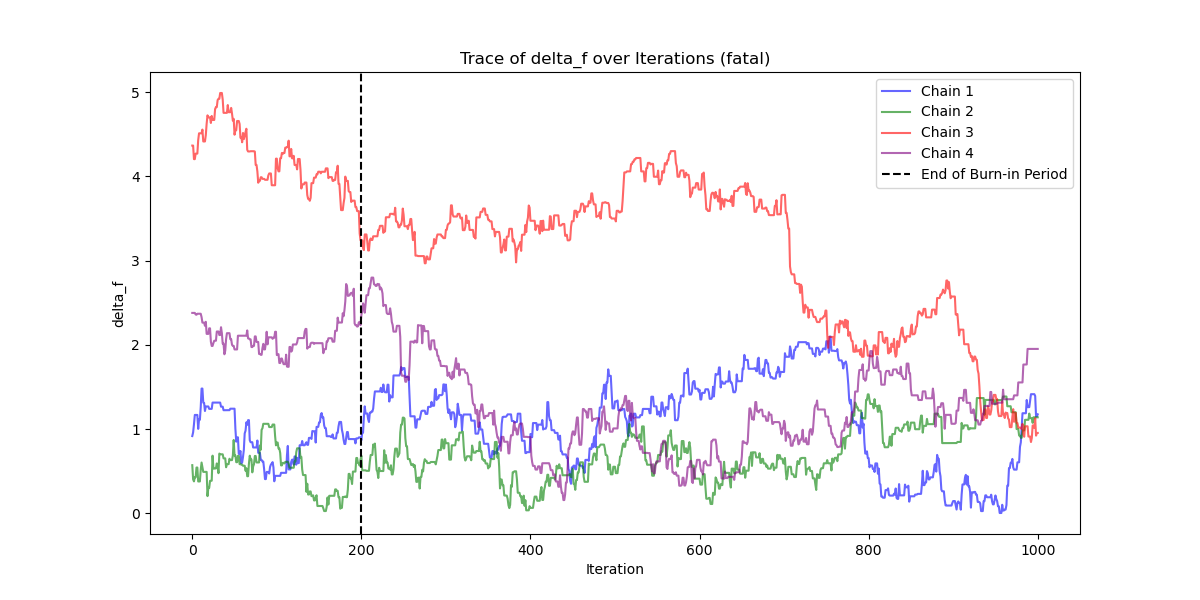 Trace of delta_f over Iterations (fatal)
5
4
3
2
1
0
delta_f
Chain 1
Chain 2
Chain 3
Chain 4
End of Burn-in Period
0 200 400 600 800 1000
Iteration